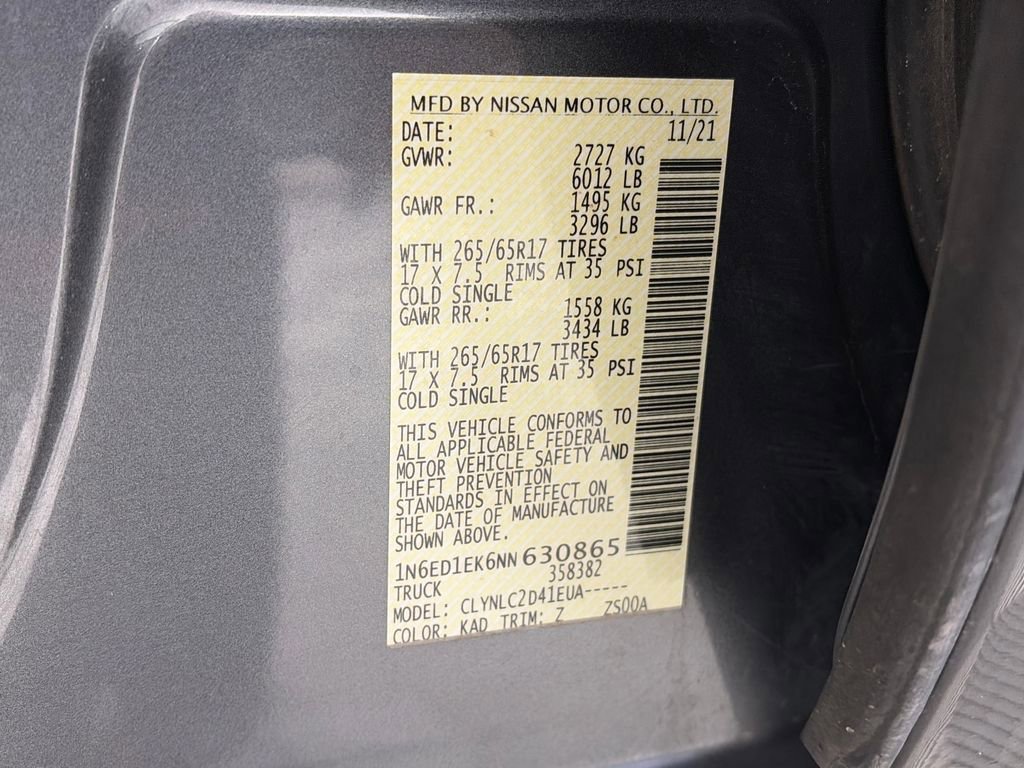 MFD BY NISSAN MOTOR CO., LTD.
DATE: 11/21
GVWR: 2727 KG
6012 LB
GAWR FR.: 1495 KG
3296 LB
WITH 265/65R17 TIRES
17 X 7.5 RIMS AT 35 PSI
COLD SINGLE
GAWR RR.: 1558 KG
3434 LB
WITH 265/65R17 TIRES
17 X 7.5 RIMS AT 35 PSI
COLD SINGLE
THIS VEHICLE CONFORMS TO
ALL APPLICABLE FEDERAL
MOTOR VEHICLE SAFETY AND
THEFT PREVENTION
STANDARDS IN EFFECT ON
THE DATE OF MANUFACTURE
SHOWN ABOVE.
1N6ED1EK6NN 630865
358382
TRUCK
MODEL: CLYNLC2D41EUA-----
COLOR: KAD TRIM: Z ZS00A